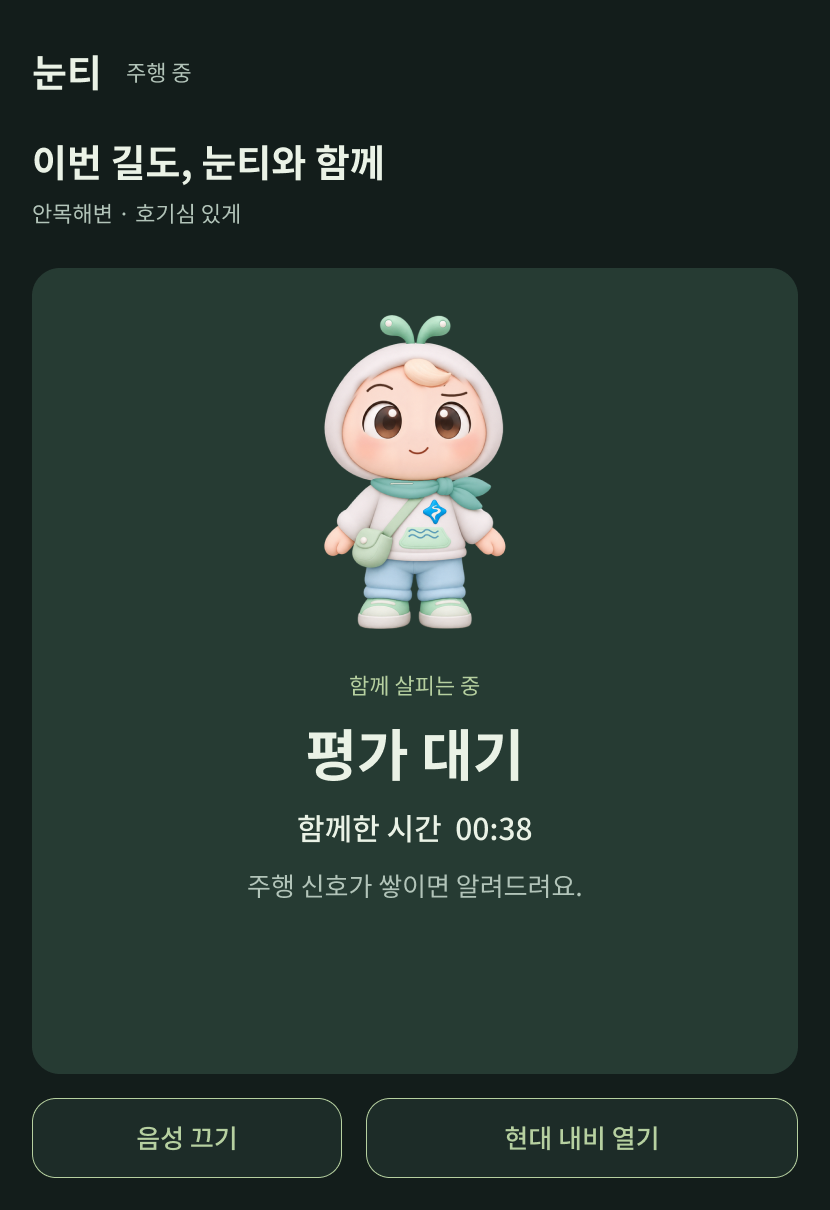 눈티 주행 중
이번 길도, 눈티와 함께
안목해변 · 호기심 있게
함께 살피는 중
평가 대기
함께한 시간 00:38
주행 신호가 쌓이면 알려드려요.
음성 끄기
현대 내비 열기